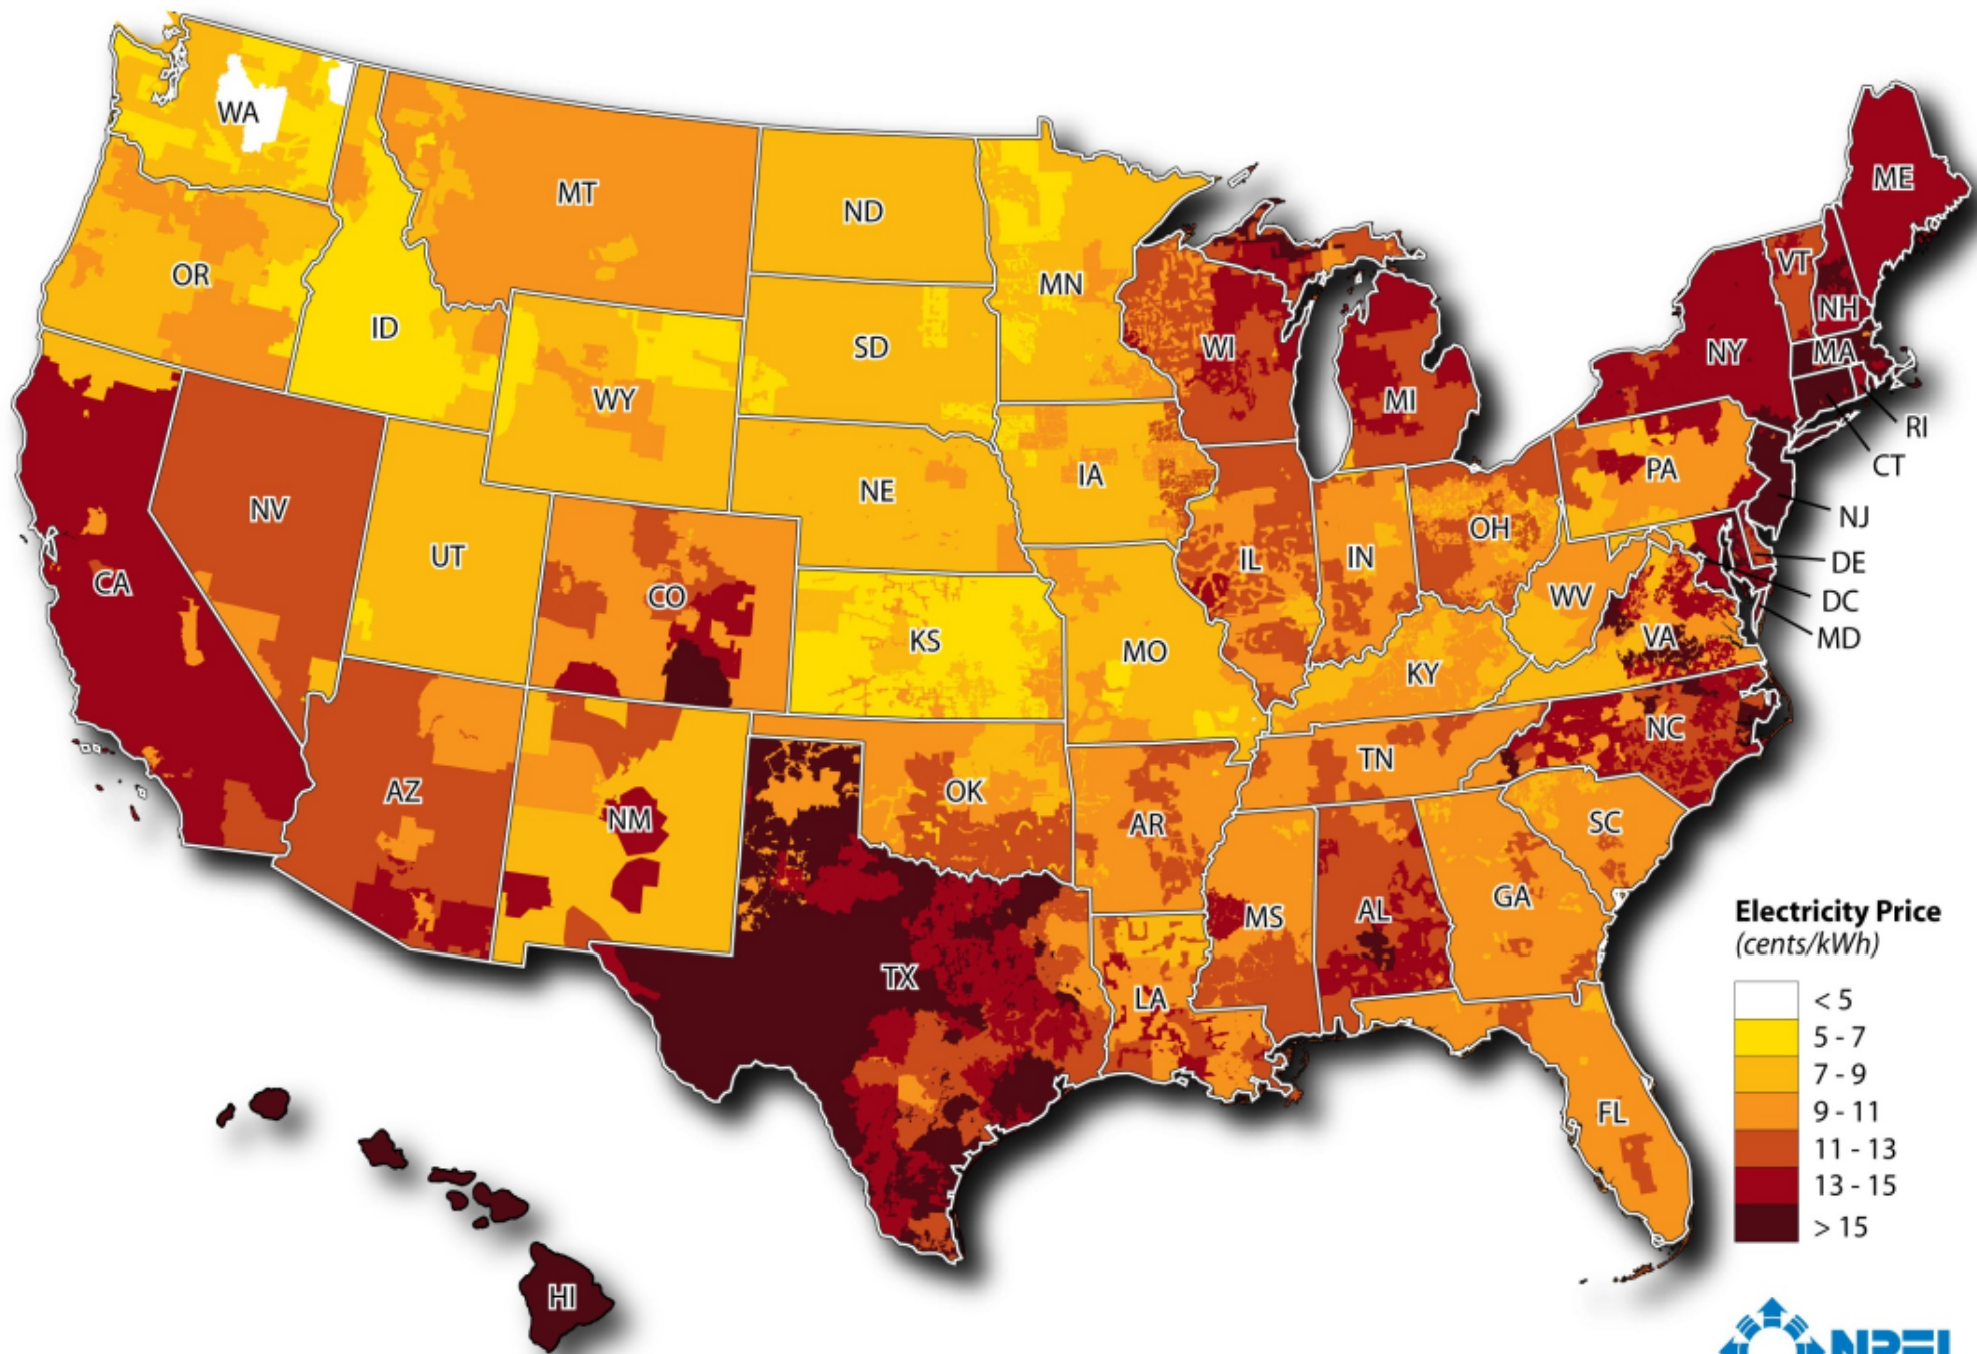 WA
MT
ND
MN
ME
OR
ID
SD
WI
VT
NH
WY
MI
NY
MA
RI
CT
NV
NE
IA
PA
NJ
UT
OH
DE
CA
CO
IL
IN
WV
DC
KS
MO
VA
MD
KY
NC
AZ
NM
OK
AR
TN
SC
MS
AL
GA
TX
LA
FL
HI
Electricity Price
(cents/kWh)
< 5
5 - 7
7 - 9
9 - 11
11 - 13
13 - 15
> 15